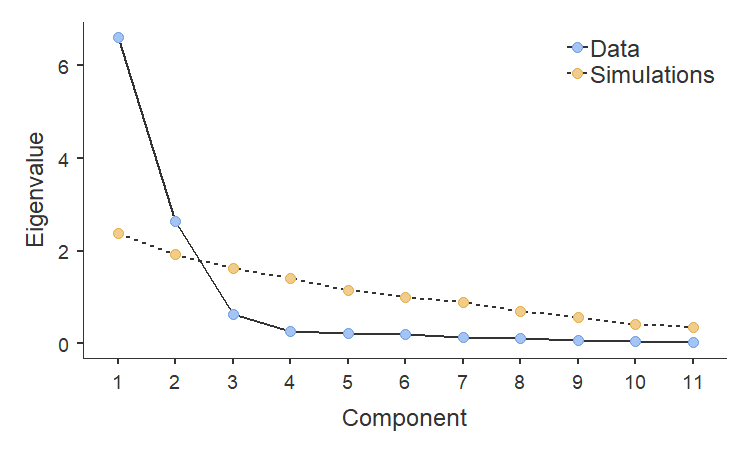 Data
Simulations
6
4
2
0
Eigenvalue
1 2 3 4 5 6 7 8 9 10 11
Component